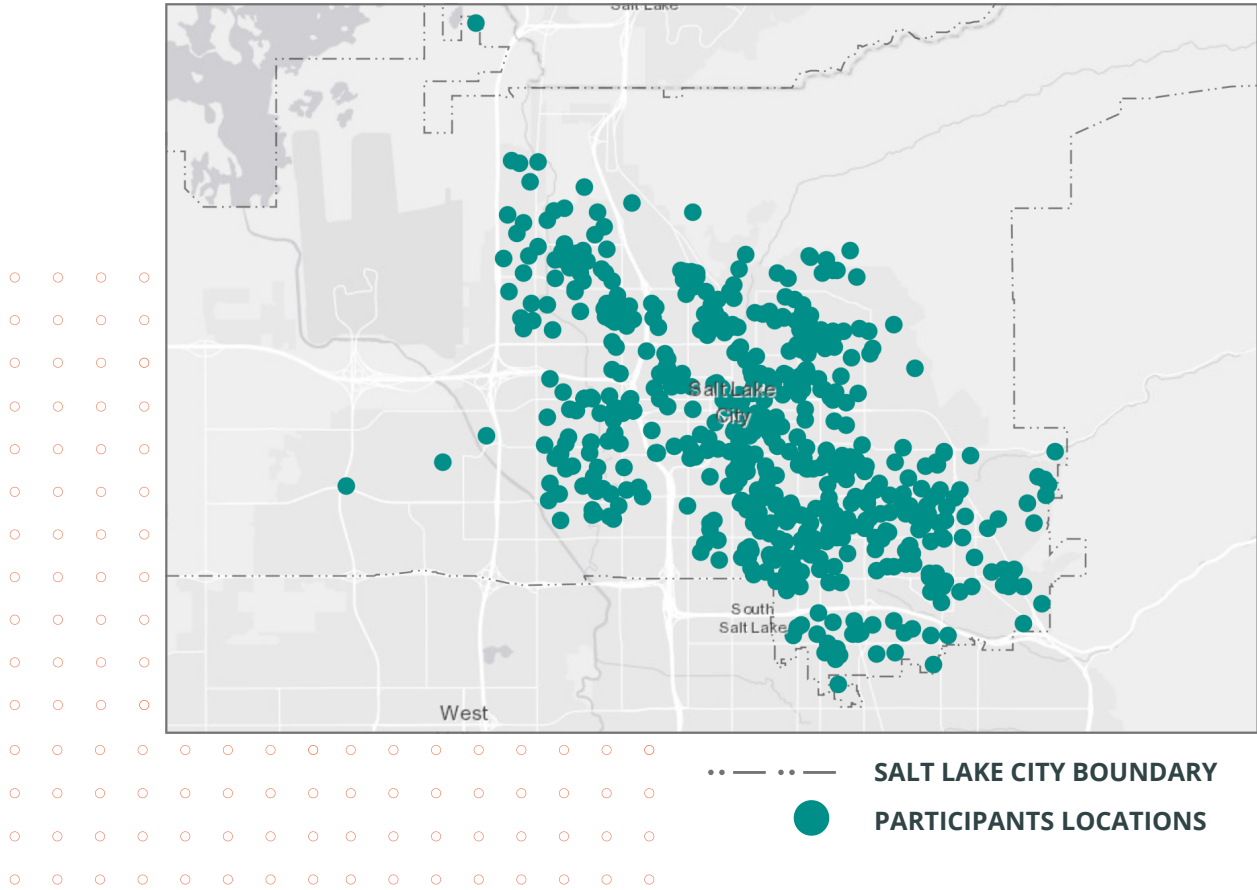 Salt Lake
Salt Lake
City
South
Salt Lake
West
SALT LAKE CITY BOUNDARY
PARTICIPANTS LOCATIONS